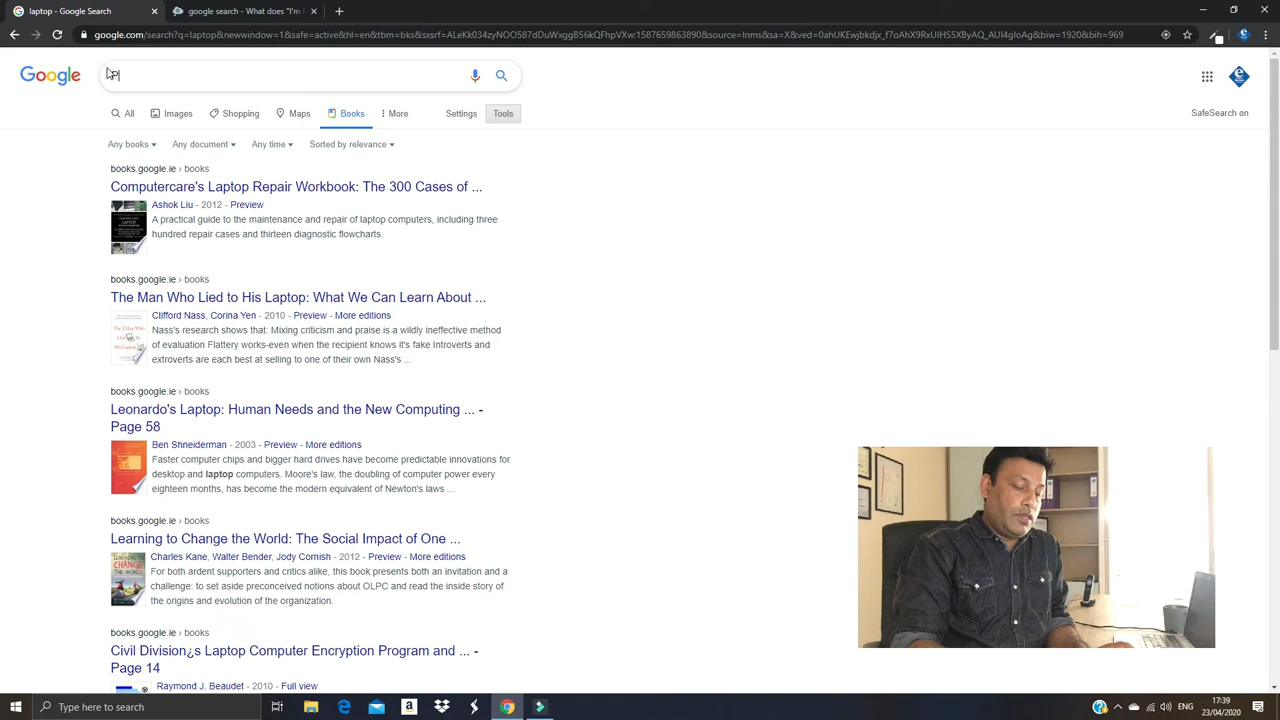 laptop - Google Search
google - New window does "I'm F
google.com/search?q=laptop&newwindow=1&safe=active&hl=en&tbm=bks&sxsrf=ALeKk034zyNOO587dDuWxggB56kQFhpVXw:1587659863890&source=lnms&sa=X&ved=0ahUKEwjbkdjx_f7oAhX9RxUIHS5XByAQ_AUI4gIoAg&biw=1920&bih=969
Google
P
All Images Shopping Maps Books More Settings Tools
SafeSearch on
Any books Any document Any time Sorted by relevance
books.google.ie › books
Computercare's Laptop Repair Workbook: The 300 Cases of ...
Ashok Liu - 2012 - Preview
A practical guide to the maintenance and repair of laptop computers, including three
hundred repair cases and thirteen diagnostic flowcharts.
books.google.ie › books
The Man Who Lied to His Laptop: What We Can Learn About ...
Clifford Nass, Corina Yen - 2010 - Preview - More editions
Nass's research shows that: Mixing criticism and praise is a wildly ineffective method
of evaluation Flattery works-even when the recipient knows it's fake Introverts and
extroverts are each best at selling to one of their own Nass's ...
books.google.ie › books
Leonardo's Laptop: Human Needs and the New Computing ... -
Page 58
Ben Shneiderman - 2003 - Preview - More editions
Faster computer chips and bigger hard drives have become predictable innovations for
desktop and laptop computers. Moore's law, the doubling of computer power every
eighteen months, has become the modern equivalent of Newton's laws ...
books.google.ie › books
Learning to Change the World: The Social Impact of One ...
Charles Kane, Walter Bender, Jody Cornish - 2012 - Preview - More editions
For both ardent supporters and critics alike, this book presents both an invitation and a
challenge: to set aside preconceived notions about OLPC and read the inside story of
the origins and evolution of the organization.
books.google.ie › books
Civil Division¿s Laptop Computer Encryption Program and ... -
Page 14
Raymond J. Beaudet - 2010 - Full view
Type here to search
17:39
23/04/2020